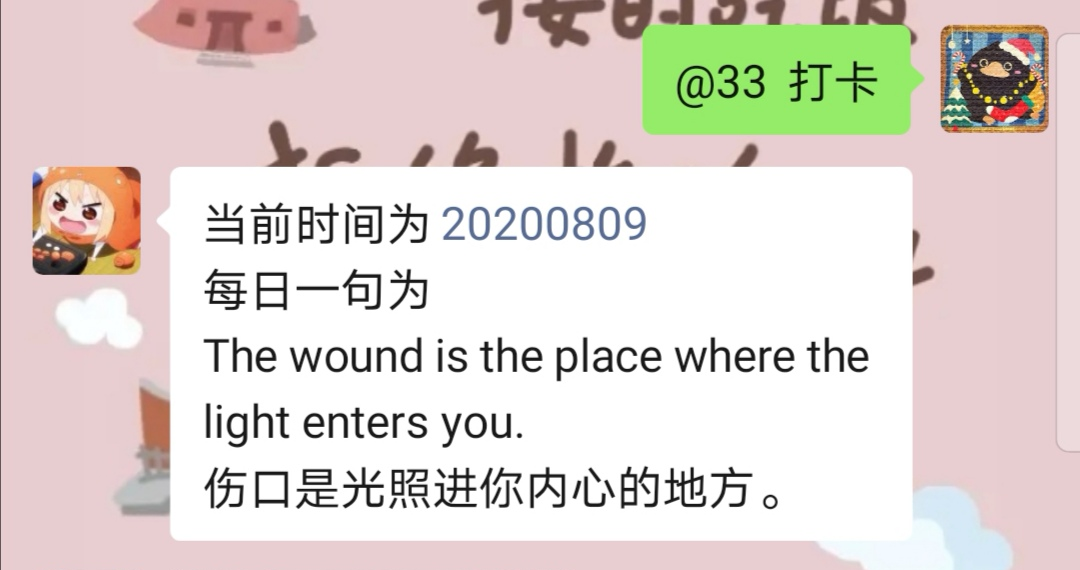 @33 打卡
当前时间为 20200809
每日一句为
The wound is the place where the
light enters you.
伤口是光照进你内心的地方。